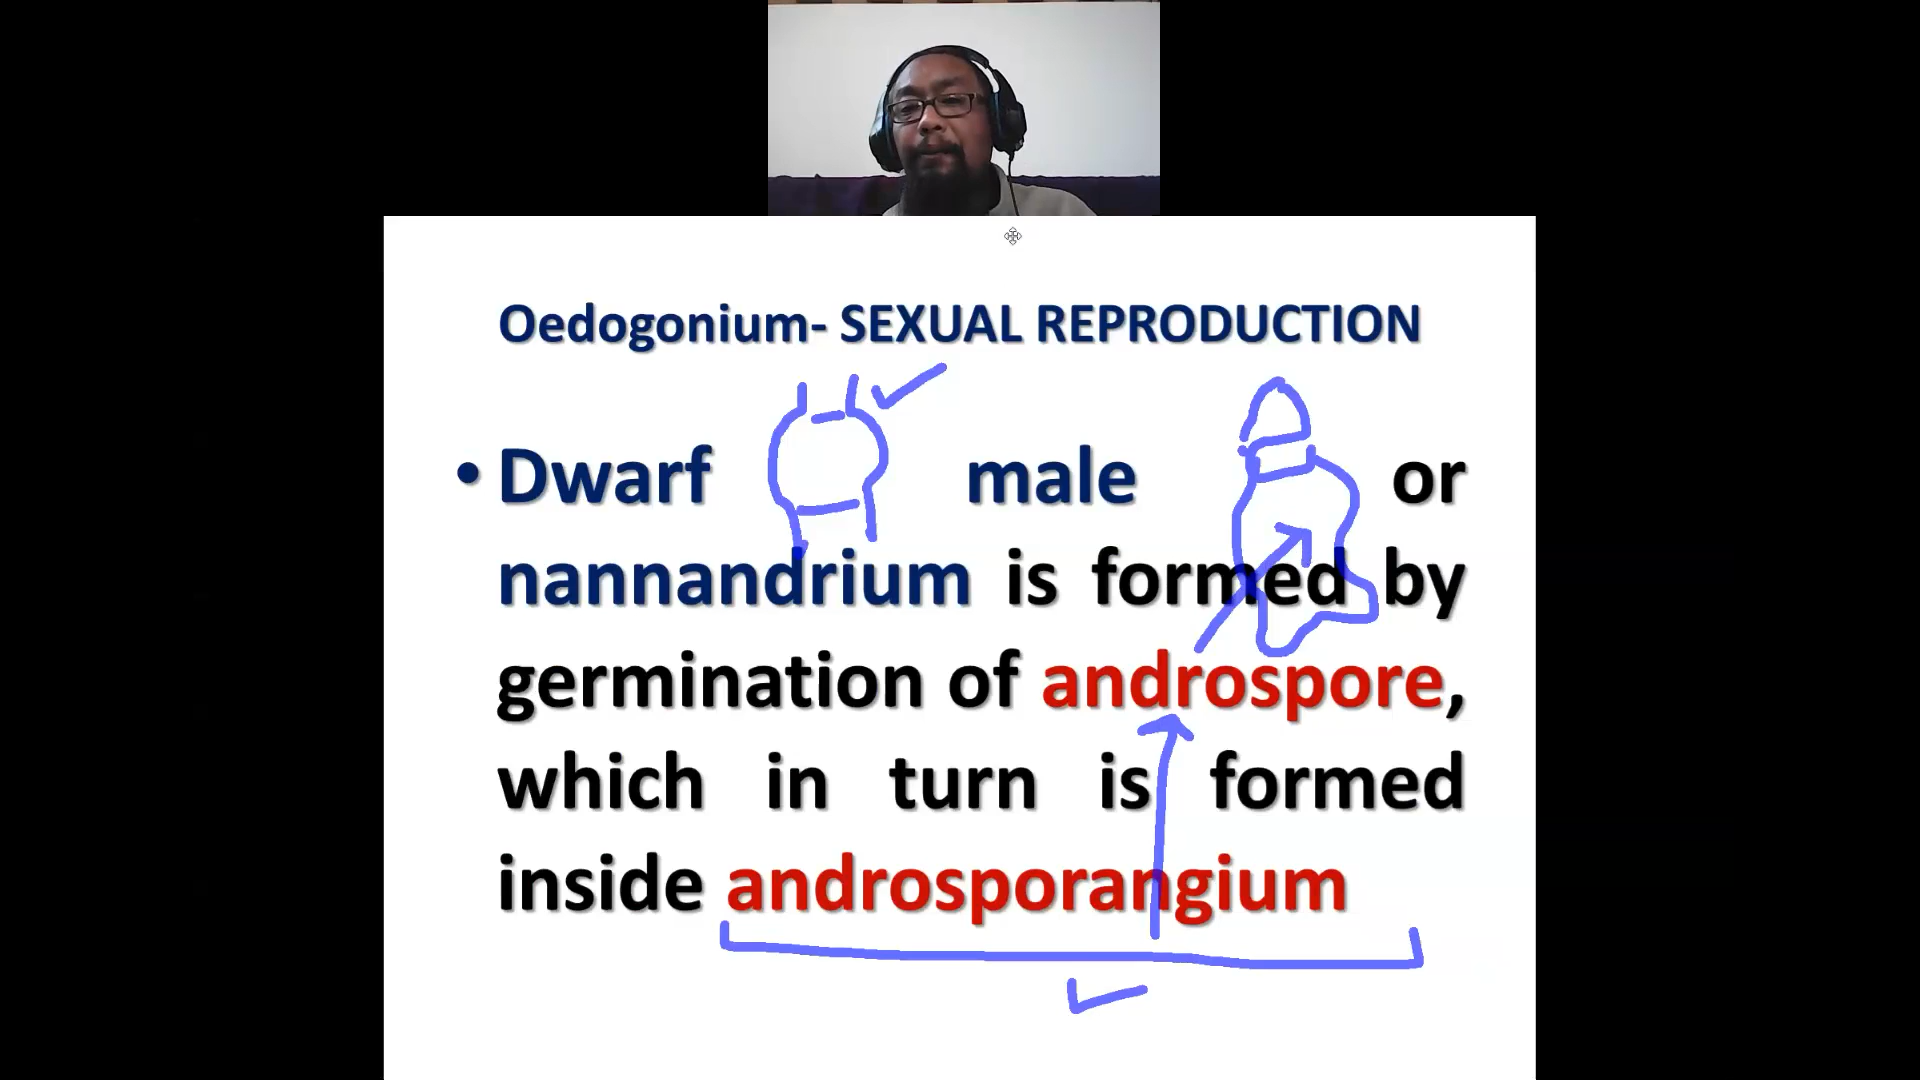 Oedogonium- SEXUAL REPRODUCTION
• Dwarf male or
nannandrium is formed by
germination of androspore,
which in turn is formed
inside androsporangium